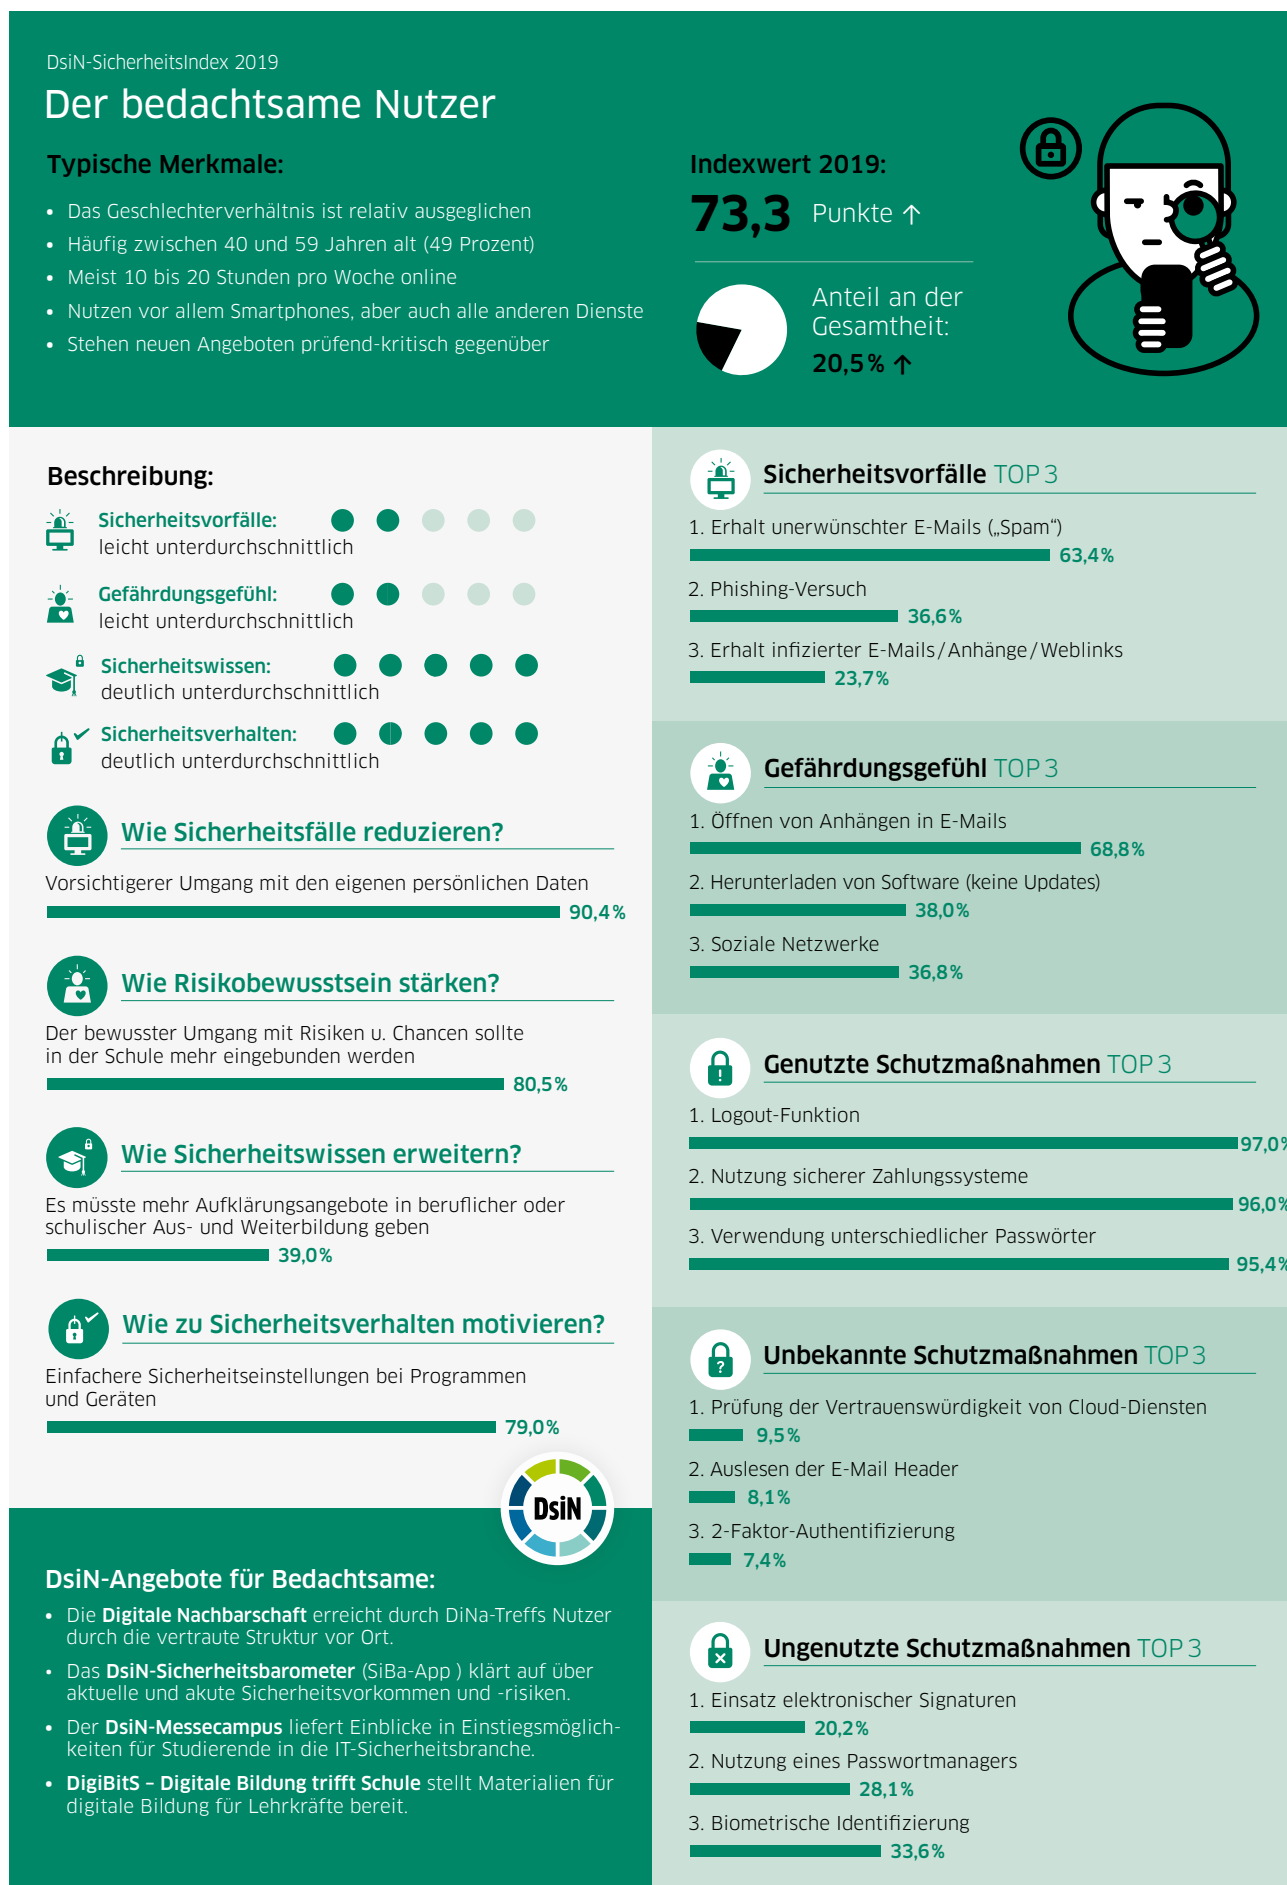 DsiN-SicherheitsIndex 2019
Der bedachtsame Nutzer
Typische Merkmale:
• Das Geschlechterverhältnis ist relativ ausgeglichen
• Häufig zwischen 40 und 59 Jahren alt (49 Prozent)
• Meist 10 bis 20 Stunden pro Woche online
• Nutzen vor allem Smartphones, aber auch alle anderen Dienste
• Stehen neuen Angeboten prüfend-kritisch gegenüber
Indexwert 2019:
73,3 Punkte ↑
Anteil an der
Gesamtheit:
20,5 % ↑
Beschreibung:
Sicherheitsvorfälle:
leicht unterdurchschnittlich
Gefährdungsgefühl:
leicht unterdurchschnittlich
Sicherheitswissen:
deutlich unterdurchschnittlich
Sicherheitsverhalten:
deutlich unterdurchschnittlich
Wie Sicherheitsfälle reduzieren?
Vorsichtigerer Umgang mit den eigenen persönlichen Daten
90,4 %
Wie Risikobewusstsein stärken?
Der bewusster Umgang mit Risiken u. Chancen sollte
in der Schule mehr eingebunden werden
80,5 %
Wie Sicherheitswissen erweitern?
Es müsste mehr Aufklärungsangebote in beruflicher oder
schulischer Aus- und Weiterbildung geben
39,0 %
Wie zu Sicherheitsverhalten motivieren?
Einfachere Sicherheitseinstellungen bei Programmen
und Geräten
79,0 %
DsiN
DsiN-Angebote für Bedachtsame:
• Die Digitale Nachbarschaft erreicht durch DiNa-Treffs Nutzer
durch die vertraute Struktur vor Ort.
• Das DsiN-Sicherheitsbarometer (SiBa-App ) klärt auf über
aktuelle und akute Sicherheitsvorkommen und -risiken.
• Der DsiN-Messecampus liefert Einblicke in Einstiegsmöglich-
keiten für Studierende in die IT-Sicherheitsbranche.
• DigiBitS – Digitale Bildung trifft Schule stellt Materialien für
digitale Bildung für Lehrkräfte bereit.
Sicherheitsvorfälle TOP 3
1. Erhalt unerwünschter E-Mails („Spam“)
63,4 %
2. Phishing-Versuch
36,6 %
3. Erhalt infizierter E-Mails / Anhänge / Weblinks
23,7 %
Gefährdungsgefühl TOP 3
1. Öffnen von Anhängen in E-Mails
68,8 %
2. Herunterladen von Software (keine Updates)
38,0 %
3. Soziale Netzwerke
36,8 %
Genutzte Schutzmaßnahmen TOP 3
1. Logout-Funktion
97,0 %
2. Nutzung sicherer Zahlungssysteme
96,0 %
3. Verwendung unterschiedlicher Passwörter
95,4 %
Unbekannte Schutzmaßnahmen TOP 3
1. Prüfung der Vertrauenswürdigkeit von Cloud-Diensten
9,5 %
2. Auslesen der E-Mail Header
8,1 %
3. 2-Faktor-Authentifizierung
7,4 %
Ungenutzte Schutzmaßnahmen TOP 3
1. Einsatz elektronischer Signaturen
20,2 %
2. Nutzung eines Passwortmanagers
28,1 %
3. Biometrische Identifizierung
33,6 %